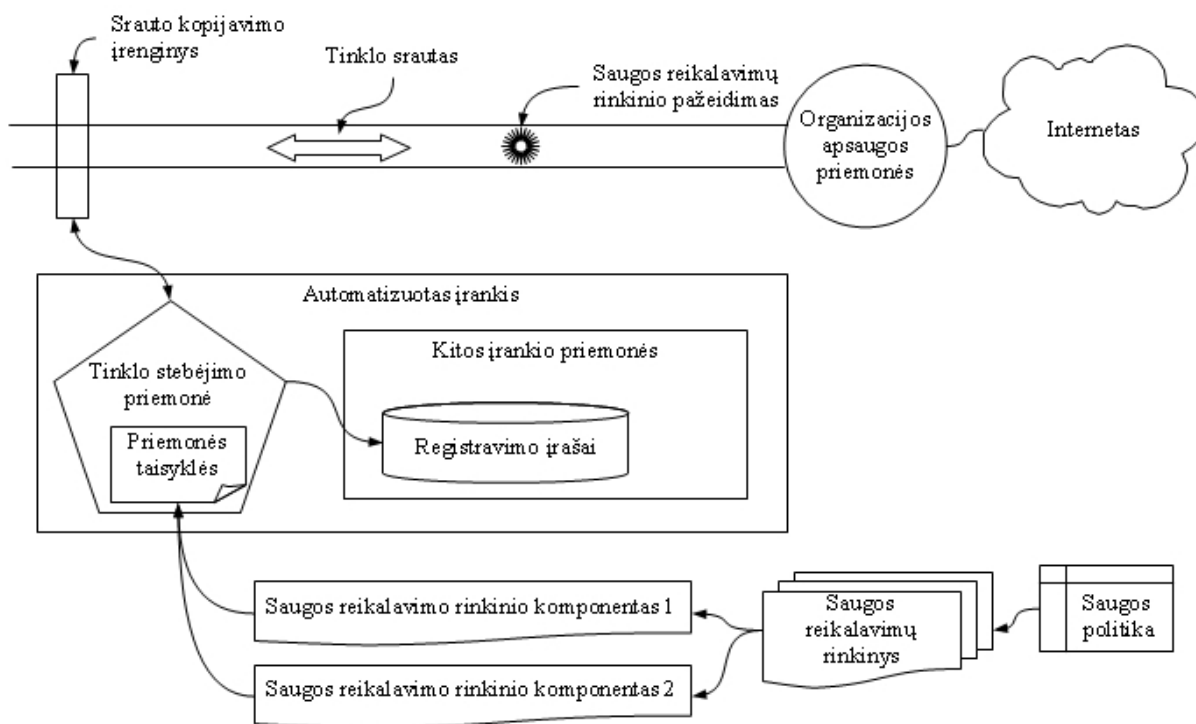 Srauto kopijavimo
įrenginys
Tinklo srautas
Saugos reikalavimų
rinkinio pažeidimas
Organizacijos
apsaugos
priemonės
Internetas
Automatizuotas įrankis
Tinklo stebėjimo
priemonė
Priemonės
taisyklės
Kitos įrankio priemonės
Registravimo įrašai
Saugos reikalavimo rinkinio komponentas 1
Saugos reikalavimo rinkinio komponentas 2
Saugos
reikalavimų
rinkinys
Saugos
politika